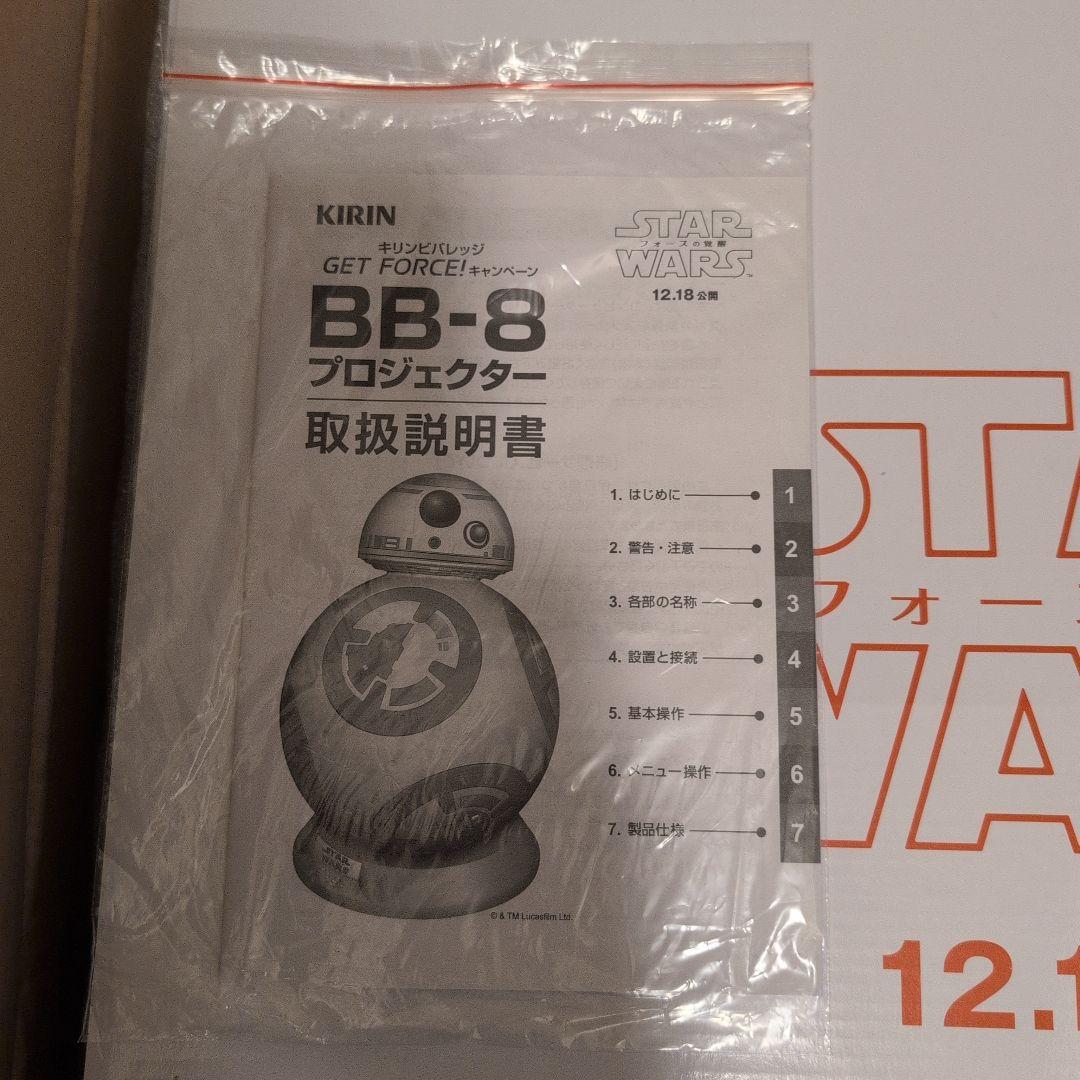 KIRIN
キリンビバレッジ
GET FORCE! キャンペーン
BB-8
プロジェクター
取扱説明書
STAR
フォースの覚醒
WARS™
12.18 公開
1. はじめに 1
2. 警告・注意 2
3. 各部の名称 3
4. 設置と接続 4
5. 基本操作 5
6. メニュー操作 6
7. 製品仕様 7
STAR
WARS
© & TM Lucasfilm Ltd.
STA
フォース
WA
12.1